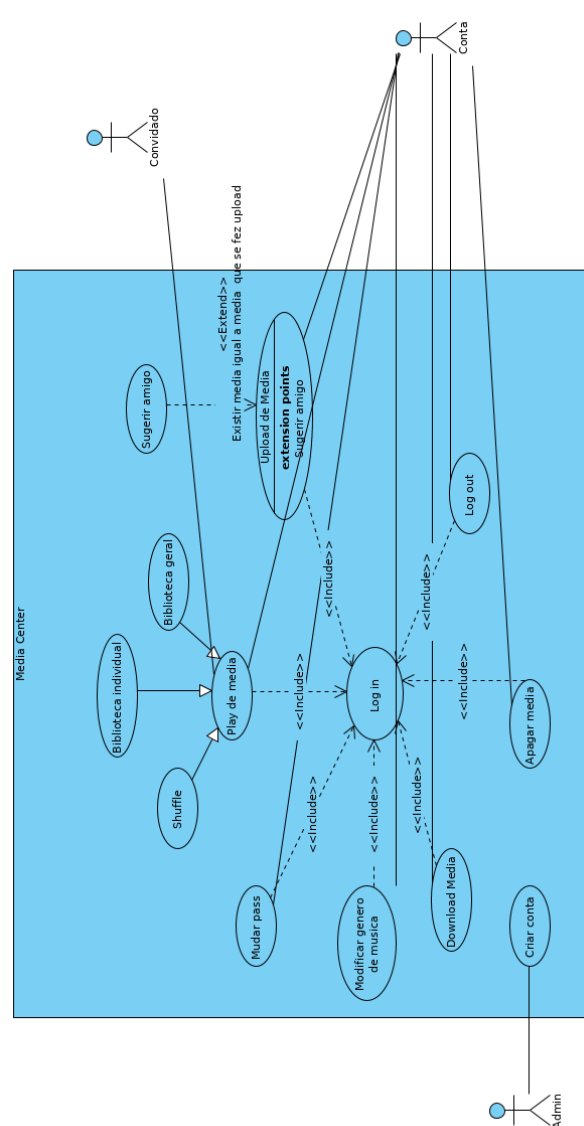 Media Center
Convidado
Conta
Biblioteca individual
Sugerir amigo
Biblioteca geral
Shuffle
<<Extend>>
Existir media igual a media que se fez upload
Play de media
Mudar pass
Upload de Media
extension points
Sugerir amigo
<<Include>>
<<Include>>
<<Include>>
Modificar genero
de musica
<<Include>>
Log in
<<Include>>
<<Include>>
Download Media
<<Include>>
Log out
Criar conta
Apagar media
Admin